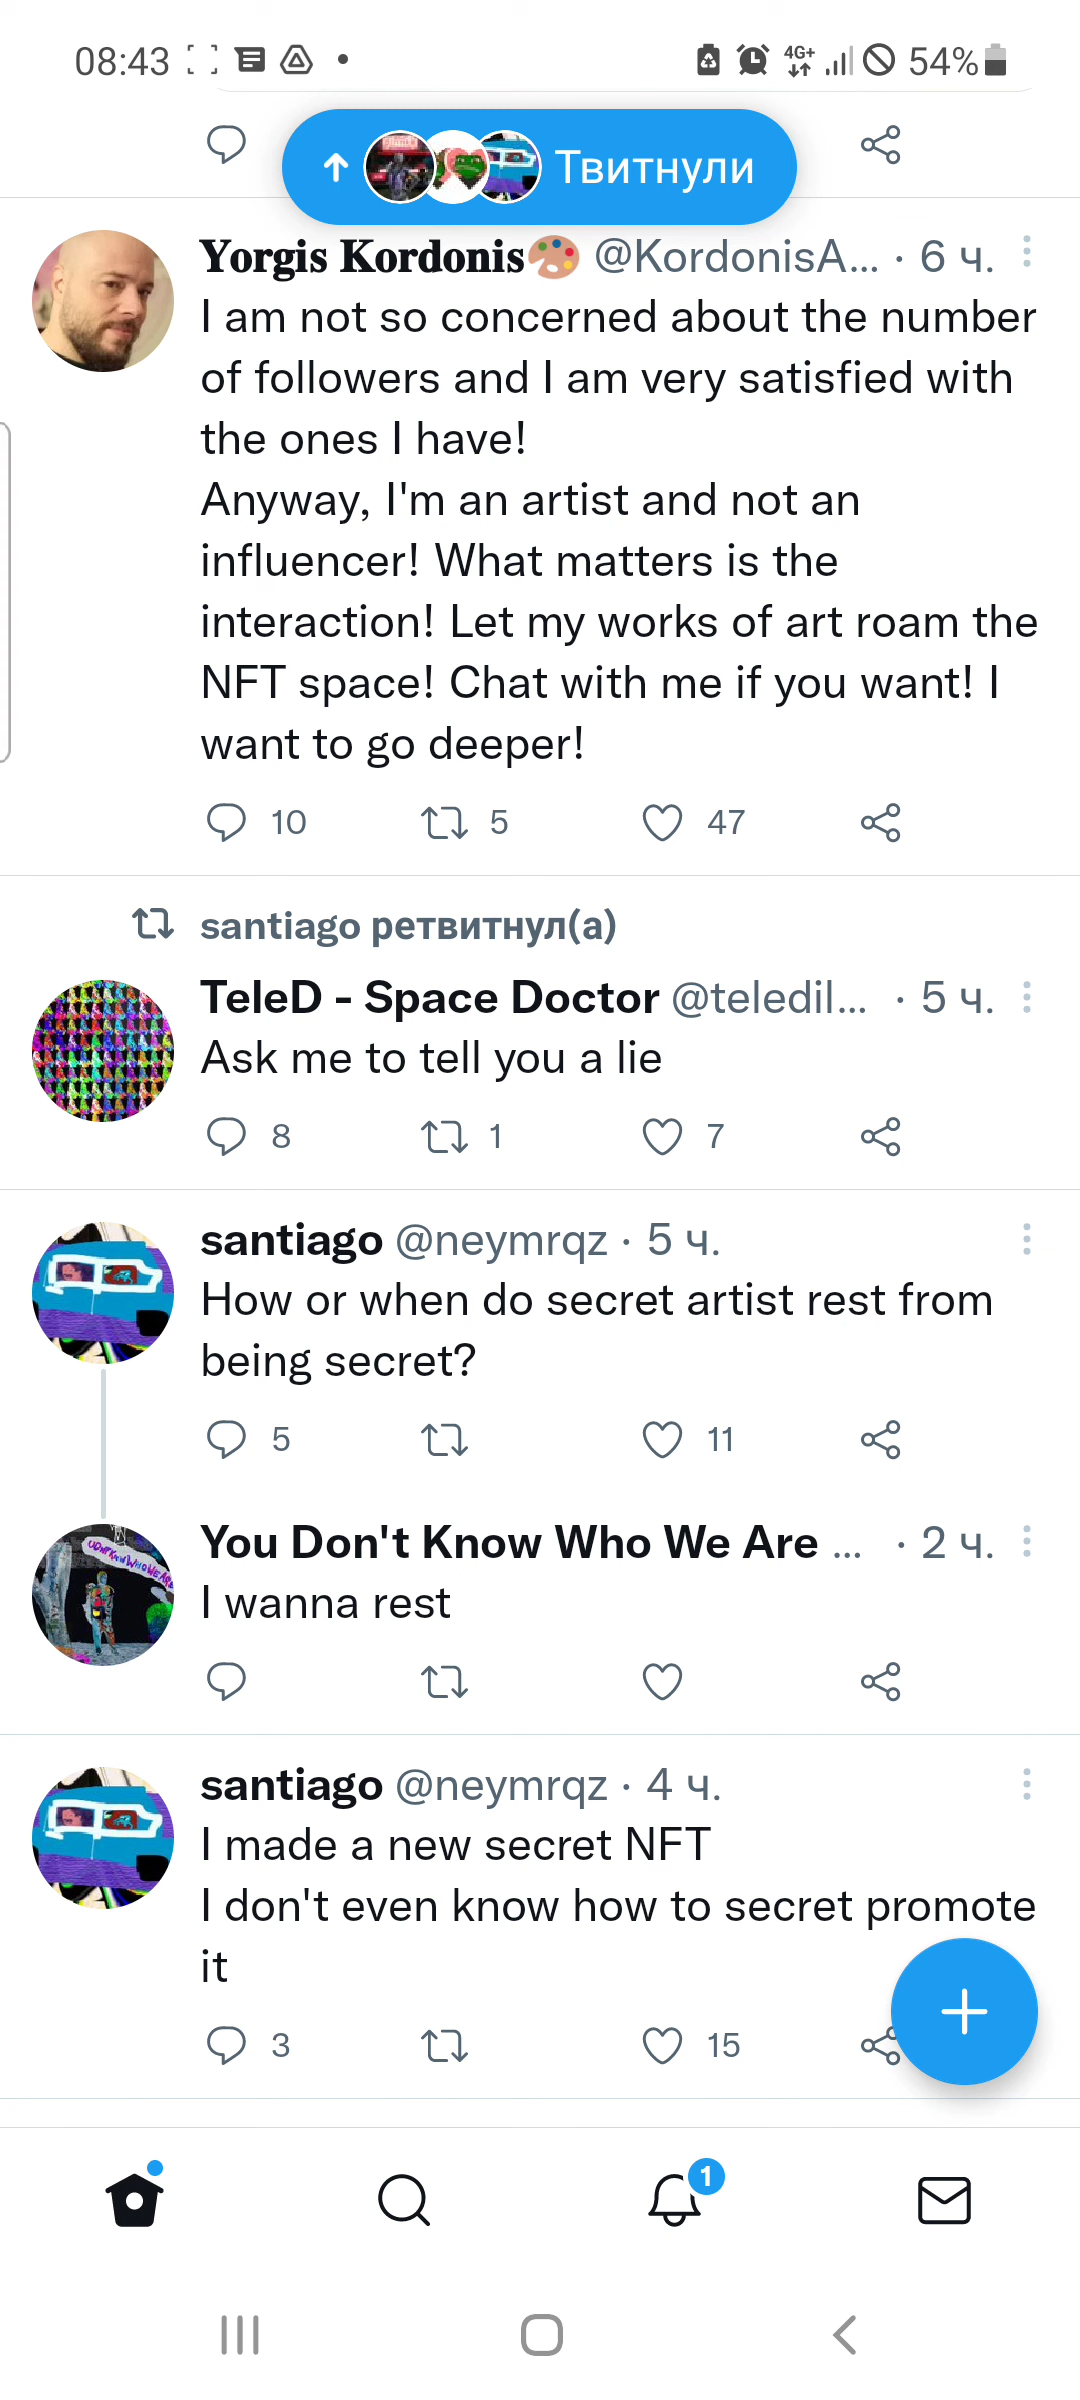 08:43 4G+ 54%
Твитнули
Yorgis Kordonis🎨 @KordonisA... · 6 ч.
I am not so concerned about the number
of followers and I am very satisfied with
the ones I have!
Anyway, I'm an artist and not an
influencer! What matters is the
interaction! Let my works of art roam the
NFT space! Chat with me if you want! I
want to go deeper!
10 5 47
santiago ретвитнул(а)
TeleD - Space Doctor @teledil... · 5 ч.
Ask me to tell you a lie
8 1 7
santiago @neymrqz · 5 ч.
How or when do secret artist rest from
being secret?
5 11
You Don't Know Who We Are ... · 2 ч.
I wanna rest
santiago @neymrqz · 4 ч.
I made a new secret NFT
I don't even know how to secret promote
it
3 15
1